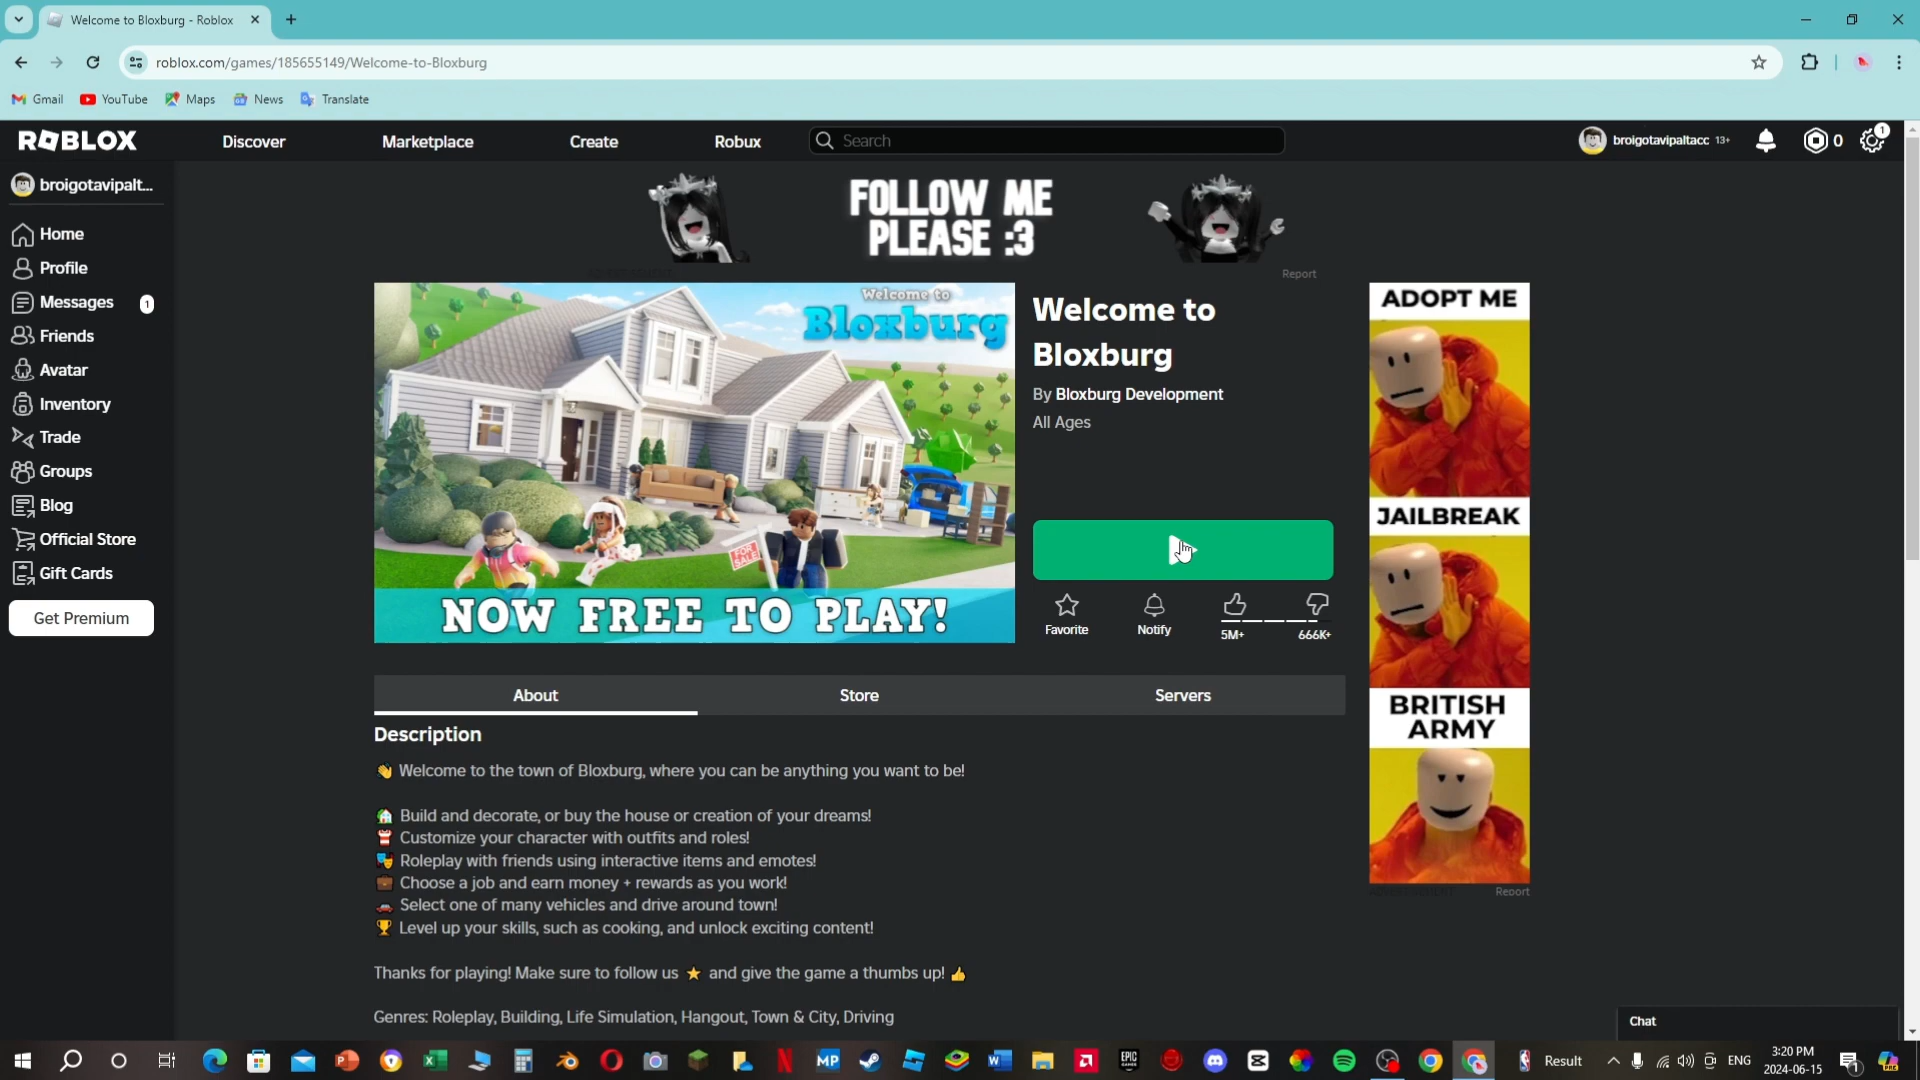 Welcome to Bloxburg - Roblox
roblox.com/games/185655149/Welcome-to-Bloxburg
Gmail
YouTube
Maps
News
Translate
ROBLOX
Discover
Marketplace
Create
Robux
Search
broigotavipaltacc 13+
0
1
broigotavipalt...
Home
Profile
Messages
1
Friends
Avatar
Inventory
Trade
Groups
Blog
Official Store
Gift Cards
Get Premium
FOLLOW ME
PLEASE :3
Report
Welcome to
Bloxburg
FOR
SALE
NOW FREE TO PLAY!
Welcome to
Bloxburg
By Bloxburg Development
All Ages
Favorite
Notify
5M+
666K+
ADOPT ME
JAILBREAK
BRITISH
ARMY
Report
About
Store
Servers
Description
👋 Welcome to the town of Bloxburg, where you can be anything you want to be!
🏠 Build and decorate, or buy the house or creation of your dreams!
Customize your character with outfits and roles!
🎭 Roleplay with friends using interactive items and emotes!
💼 Choose a job and earn money + rewards as you work!
🚗 Select one of many vehicles and drive around town!
🏆 Level up your skills, such as cooking, and unlock exciting content!
Thanks for playing! Make sure to follow us ⭐ and give the game a thumbs up! 👍
Genres: Roleplay, Building, Life Simulation, Hangout, Town & City, Driving
Chat
MP
EPIC
GAMES
Result
ENG
3:20 PM
2024-06-15
1